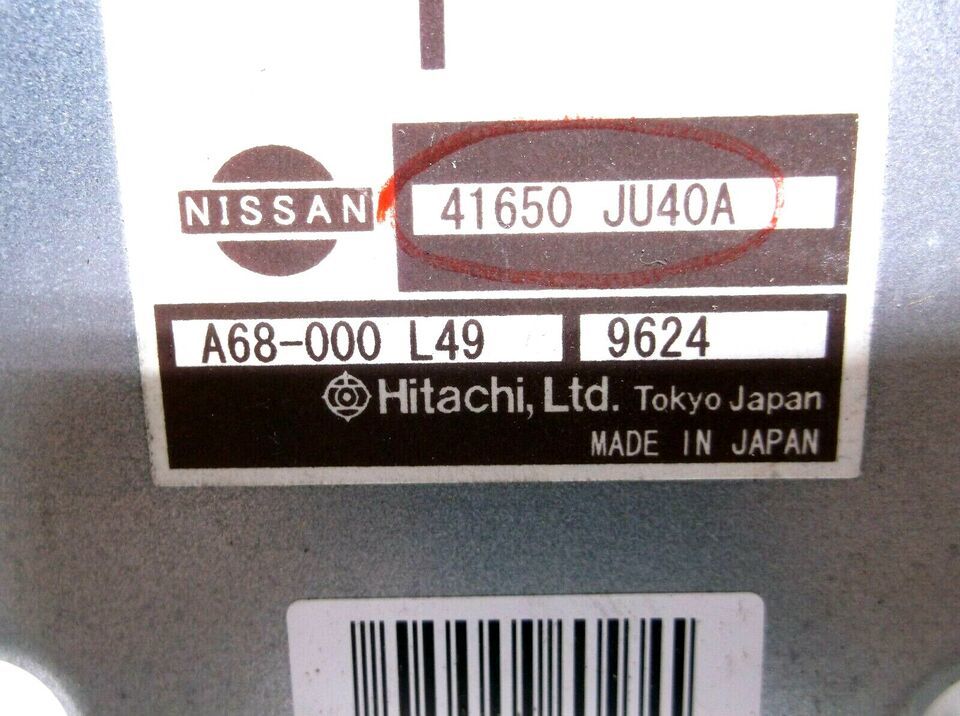 NISSAN
41650 JU40A
A68-000 L49
9624
Hitachi, Ltd. Tokyo Japan
MADE IN JAPAN